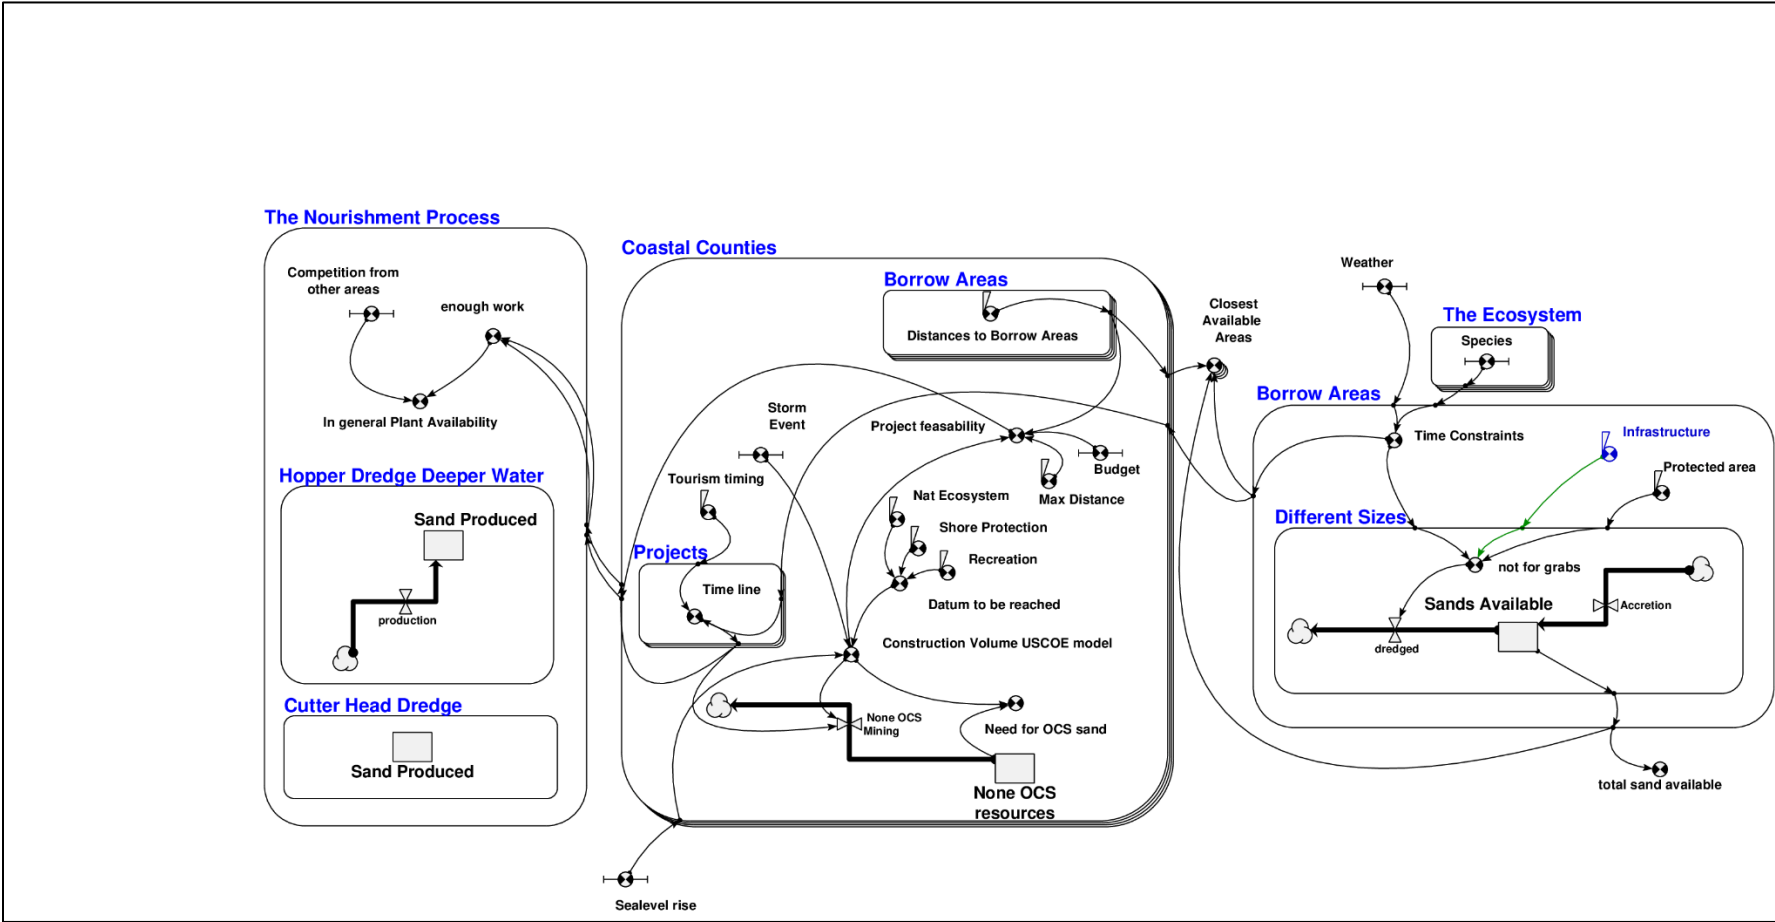 The Nourishment Process
Competition from
other areas
enough work
In general Plant Availability
Hopper Dredge Deeper Water
Sand Produced
production
Cutter Head Dredge
Sand Produced
Coastal Counties
Borrow Areas
Distances to Borrow Areas
Storm
Event
Project feasability
Budget
Max Distance
Tourism timing
Nat Ecosystem
Shore Protection
Recreation
Projects
Time line
Datum to be reached
Construction Volume USCOE model
None OCS
Mining
Need for OCS sand
None OCS
resources
Sealevel rise
Closest
Available
Areas
Weather
The Ecosystem
Species
Borrow Areas
Time Constraints
Infrastructure
Protected area
Different Sizes
not for grabs
Sands Available
Accretion
dredged
total sand available